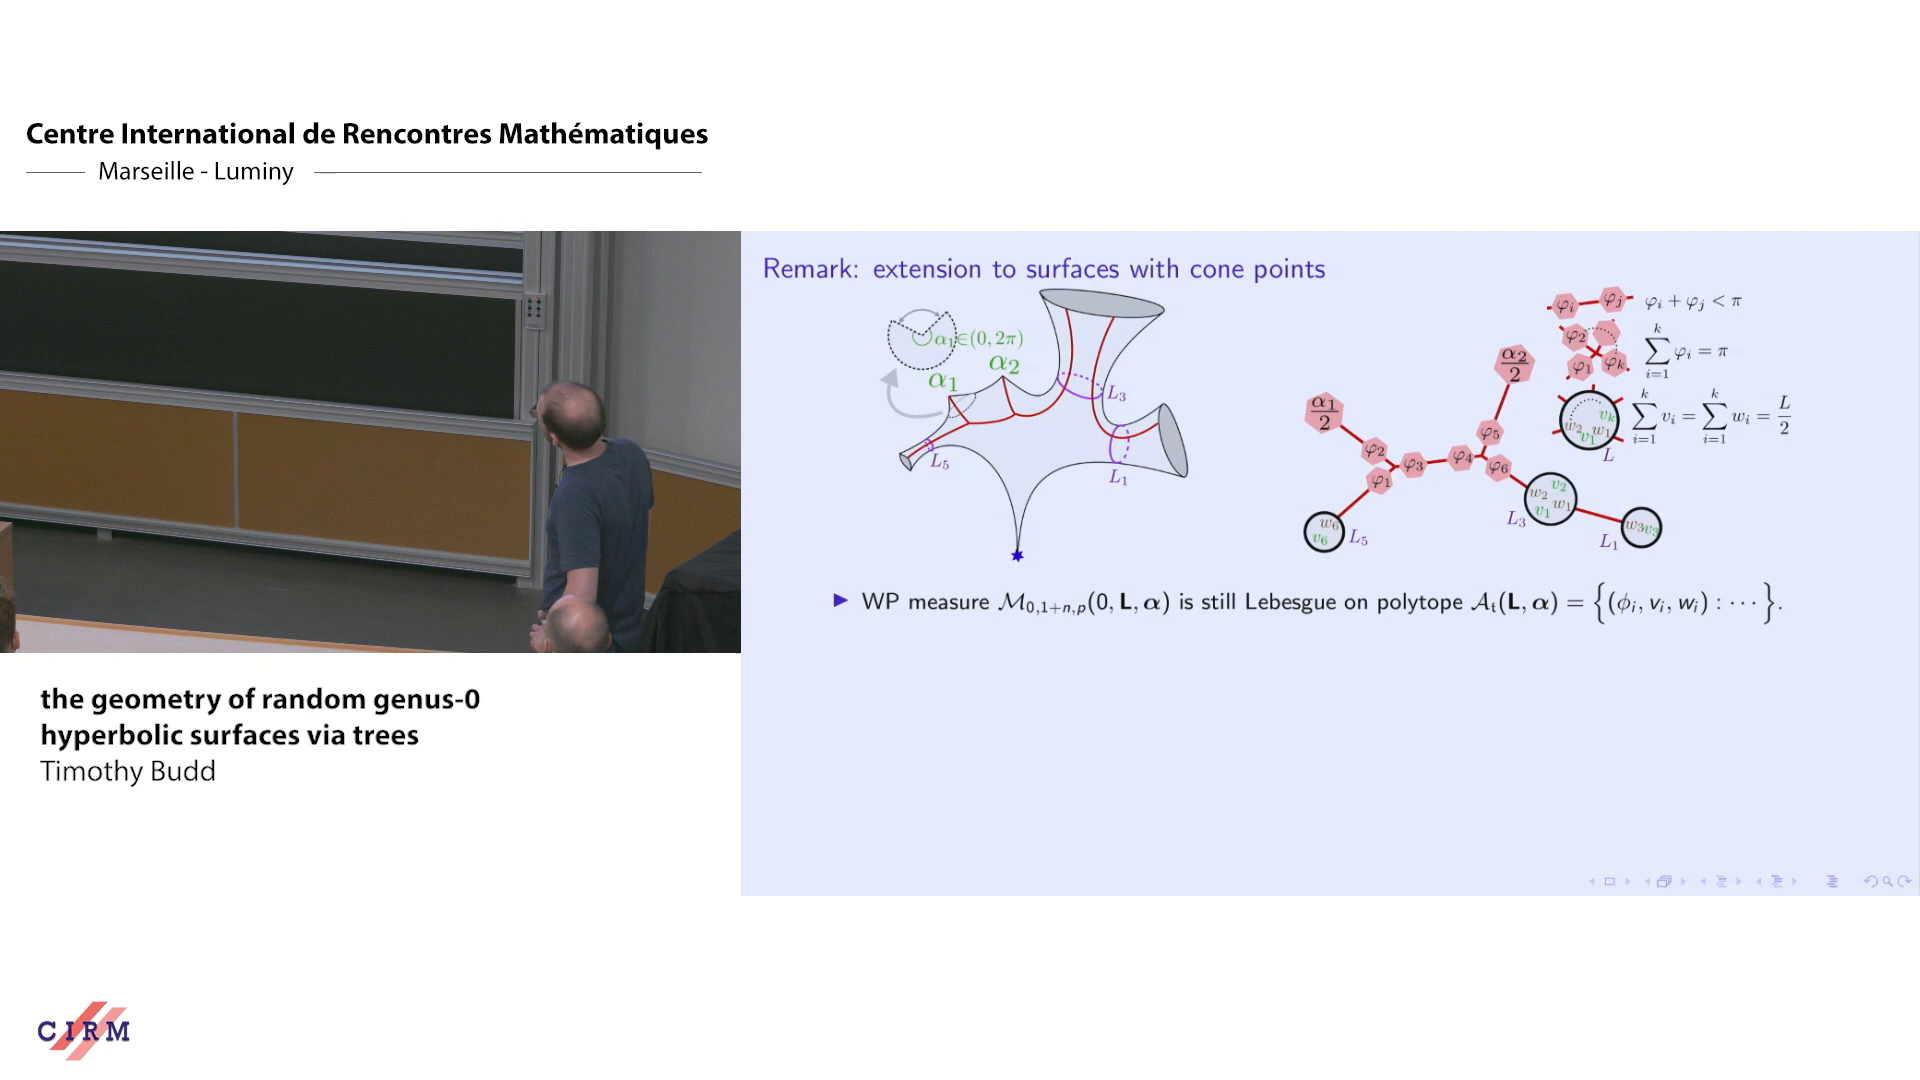 Centre International de Rencontres Mathématiques
Marseille - Luminy
Remark: extension to surfaces with cone points
α₁∈(0, 2π)
α₁
α₂
L₃
L₅
L₁
φᵢ φⱼ φᵢ + φⱼ < π
φ₂ φ₁ φₖ ∑ᵢ₌₁ᵏ φᵢ = π
vₖ w₂ w₁ v₁ L ∑ᵢ₌₁ᵏ vᵢ = ∑ᵢ₌₁ᵏ wᵢ = L/2
α₂/2
α₁/2
φ₂ φ₁ φ₃ φ₄ φ₅ φ₆
w₆ v₆ L₅
w₂ v₂ w₁ v₁ L₃
w₃ v₃ L₁
▶ WP measure ℳ₀,₁₊ₙ,ₚ(0, L, α) is still Lebesgue on polytope 𝒜ₜ(L, α) = {(ϕᵢ, vᵢ, wᵢ) : ⋯}.
the geometry of random genus-0
hyperbolic surfaces via trees
Timothy Budd
CIRM